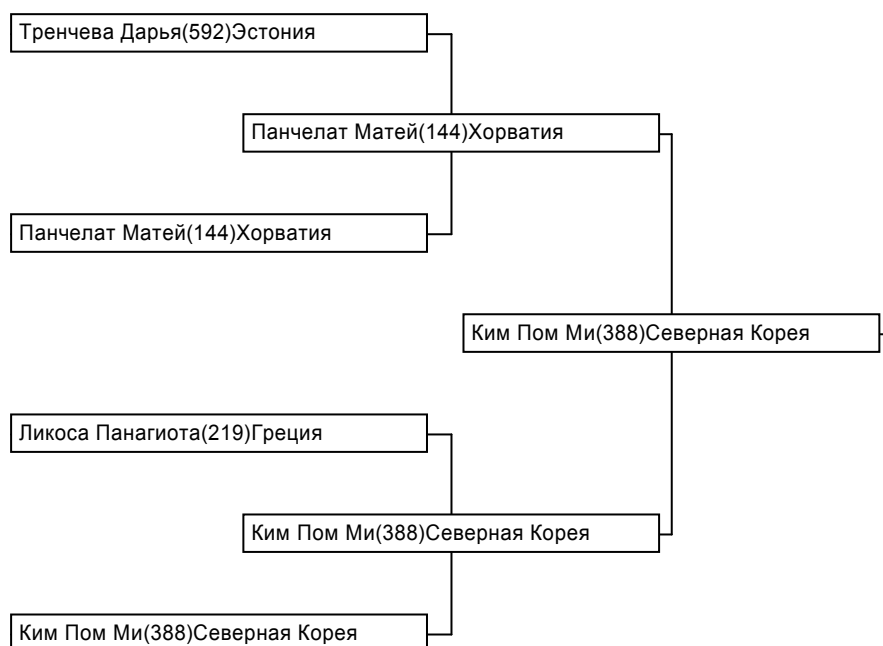 Тренчева Дарья(592)Эстония
Панчелат Матей(144)Хорватия
Панчелат Матей(144)Хорватия
Ким Пом Ми(388)Северная Корея
Ликоса Панагиота(219)Греция
Ким Пом Ми(388)Северная Корея
Ким Пом Ми(388)Северная Корея